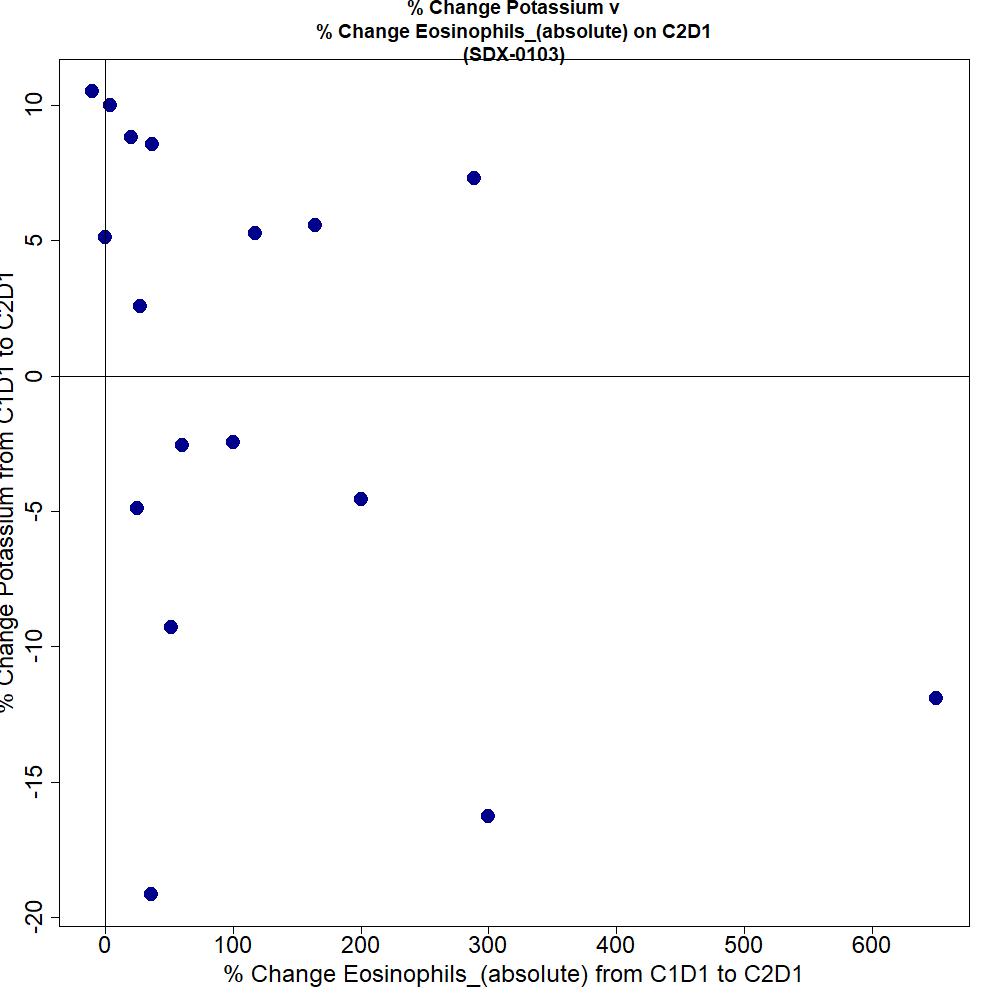 % Change Potassium v
% Change Eosinophils_(absolute) on C2D1
(SDX-0103)
% Change Potassium from C1D1 to C2D1
10
5
0
-5
-10
-15
-20
0 100 200 300 400 500 600
% Change Eosinophils_(absolute) from C1D1 to C2D1